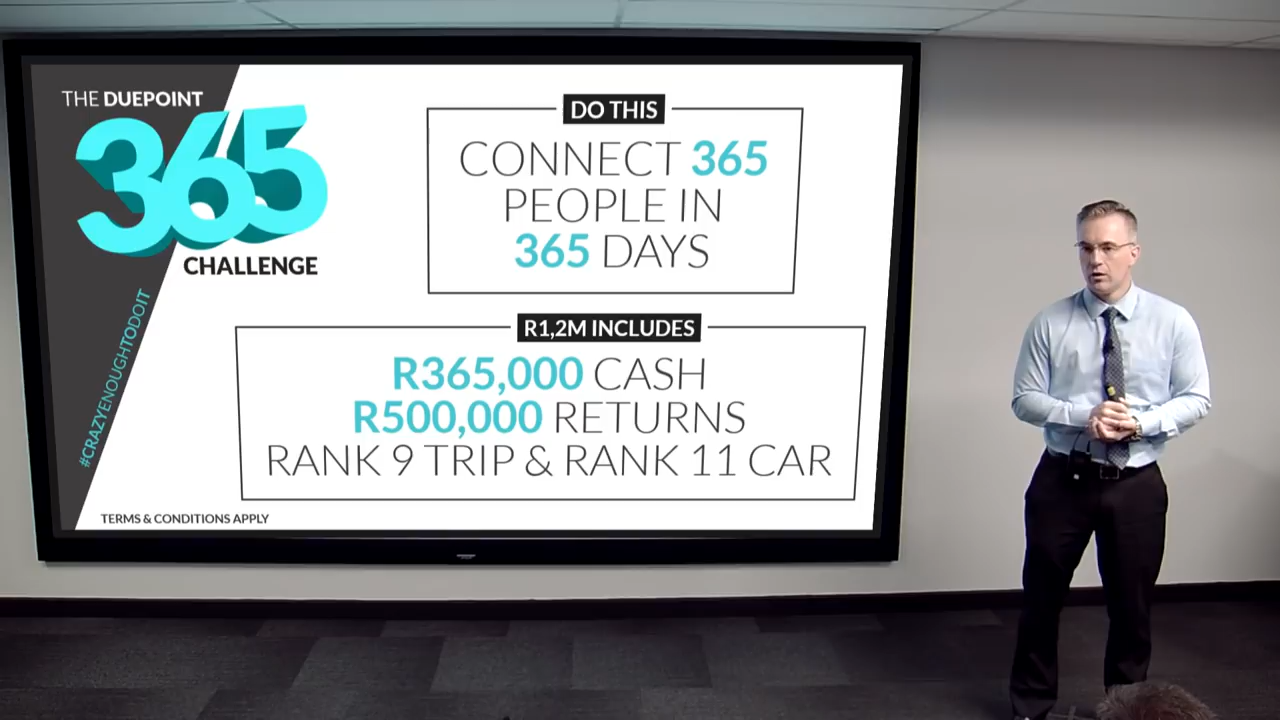 THE DUEPOINT
365
CHALLENGE
#CRAZYENOUGHTODOIT
DO THIS
CONNECT 365
PEOPLE IN
365 DAYS
R1,2M INCLUDES
R365,000 CASH
R500,000 RETURNS
RANK 9 TRIP & RANK 11 CAR
TERMS & CONDITIONS APPLY